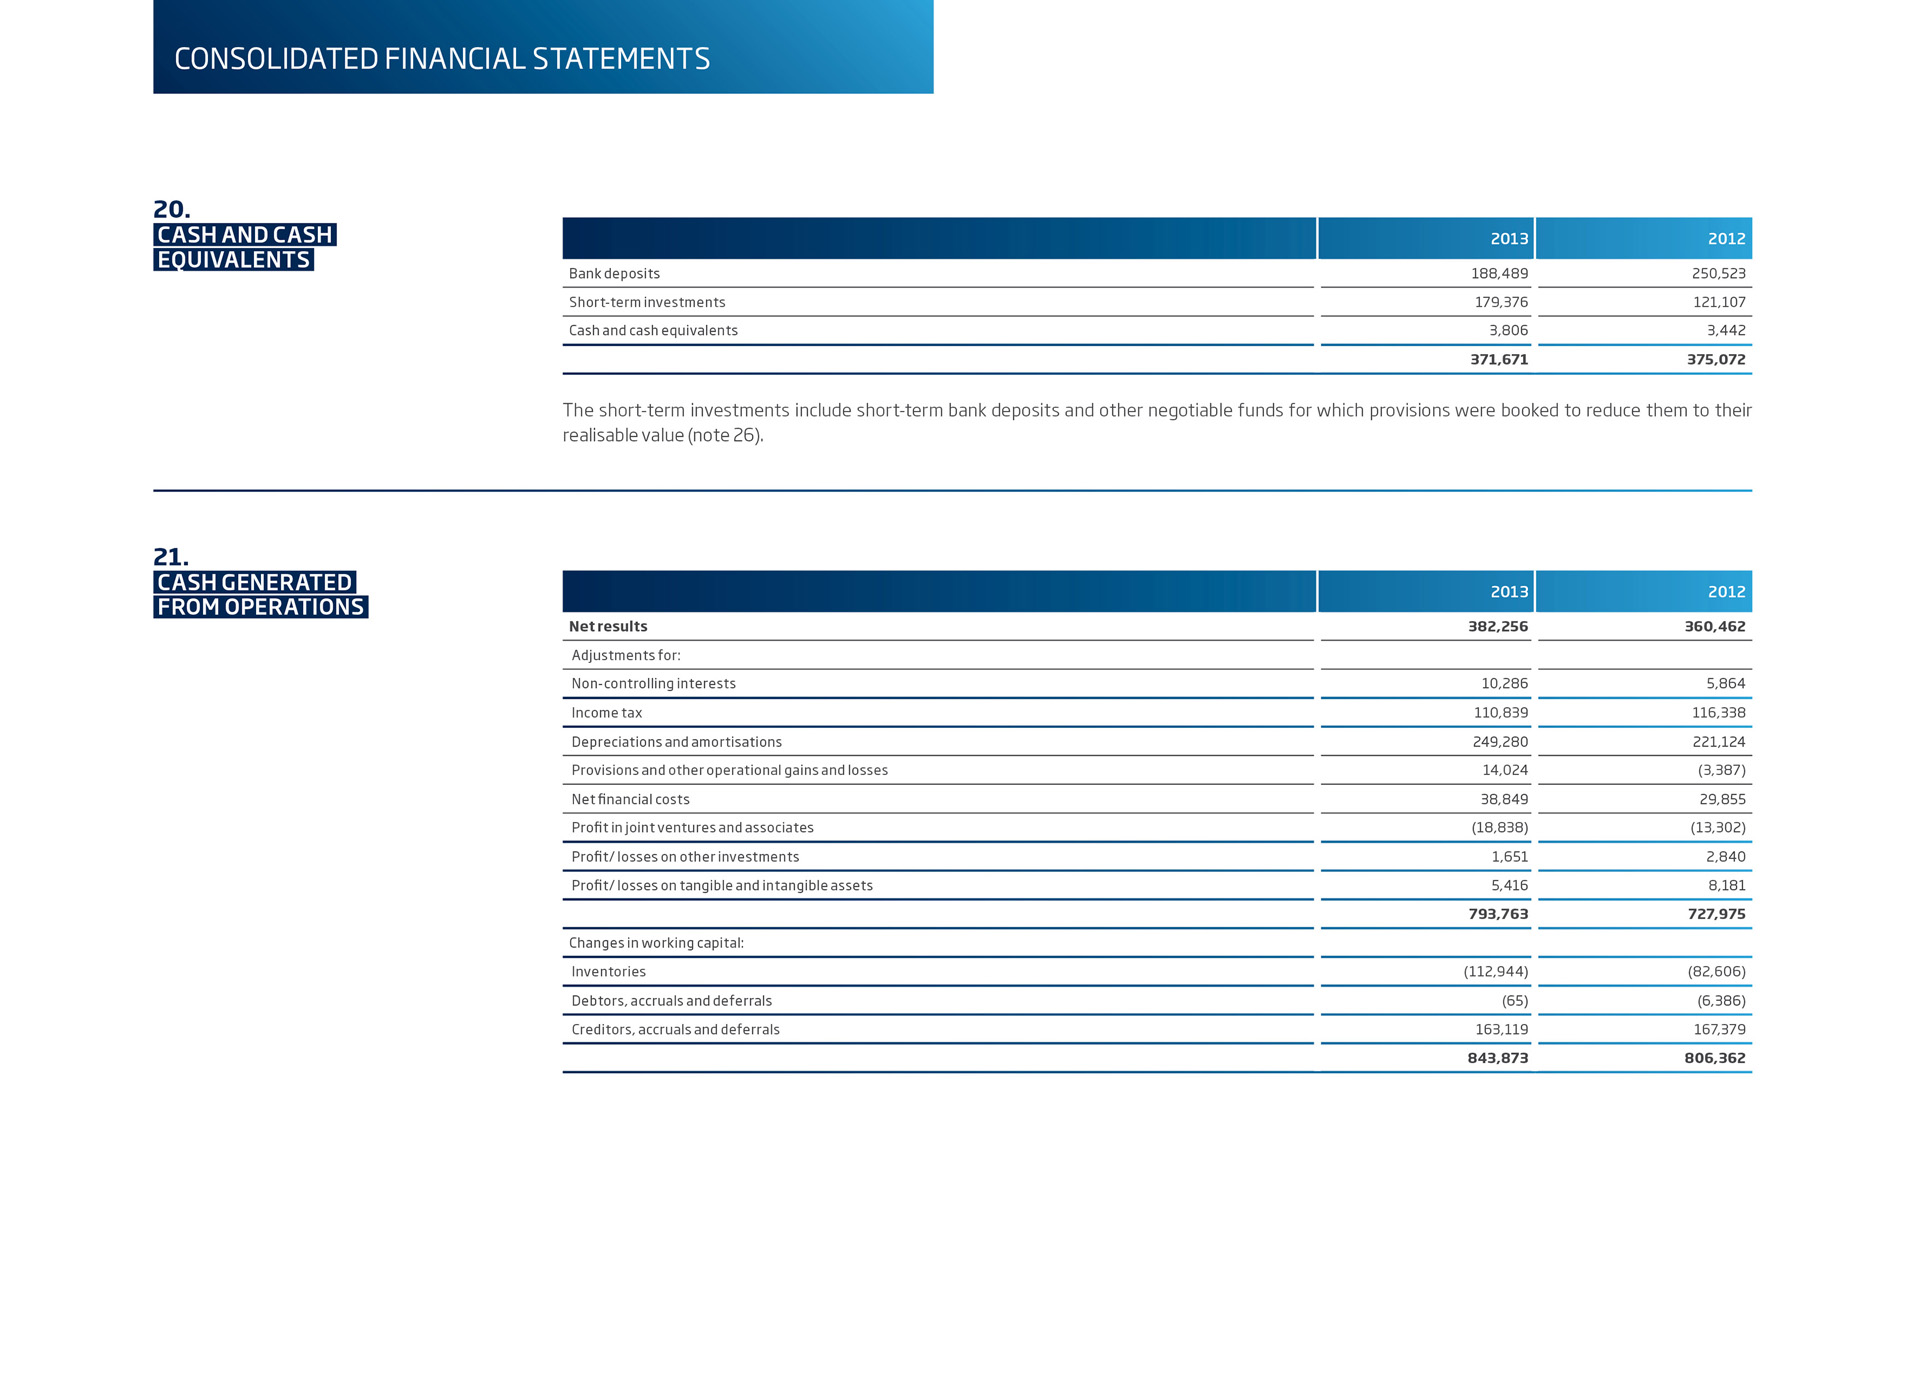 CONSOLIDATED FINANCIAL STATEMENTS
20.
CASH AND CASH
EQUIVALENTS
2013 2012
Bank deposits 188,489 250,523
Short-term investments 179,376 121,107
Cash and cash equivalents 3,806 3,442
371,671 375,072
The short-term investments include short-term bank deposits and other negotiable funds for which provisions were booked to reduce them to their
realisable value (note 26).
21.
CASH GENERATED
FROM OPERATIONS
2013 2012
Net results 382,256 360,462
Adjustments for:
Non-controlling interests 10,286 5,864
Income tax 110,839 116,338
Depreciations and amortisations 249,280 221,124
Provisions and other operational gains and losses 14,024 (3,387)
Net financial costs 38,849 29,855
Profit in joint ventures and associates (18,838) (13,302)
Profit/ losses on other investments 1,651 2,840
Profit/ losses on tangible and intangible assets 5,416 8,181
793,763 727,975
Changes in working capital:
Inventories (112,944) (82,606)
Debtors, accruals and deferrals (65) (6,386)
Creditors, accruals and deferrals 163,119 167,379
843,873 806,362